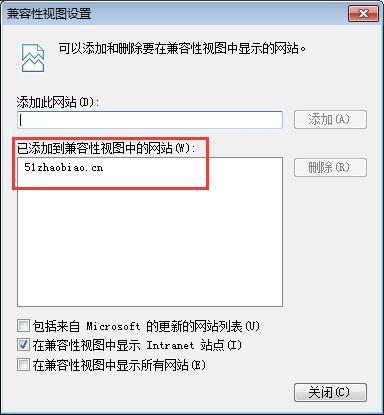 兼容性视图设置
可以添加和删除要在兼容性视图中显示的网站。
添加此网站(D):
添加(A)
已添加到兼容性视图中的网站(W):
51zhaobiao.cn
删除(R)
包括来自 Microsoft 的更新的网站列表(U)
在兼容性视图中显示 Intranet 站点(I)
在兼容性视图中显示所有网站(E)
关闭(C)